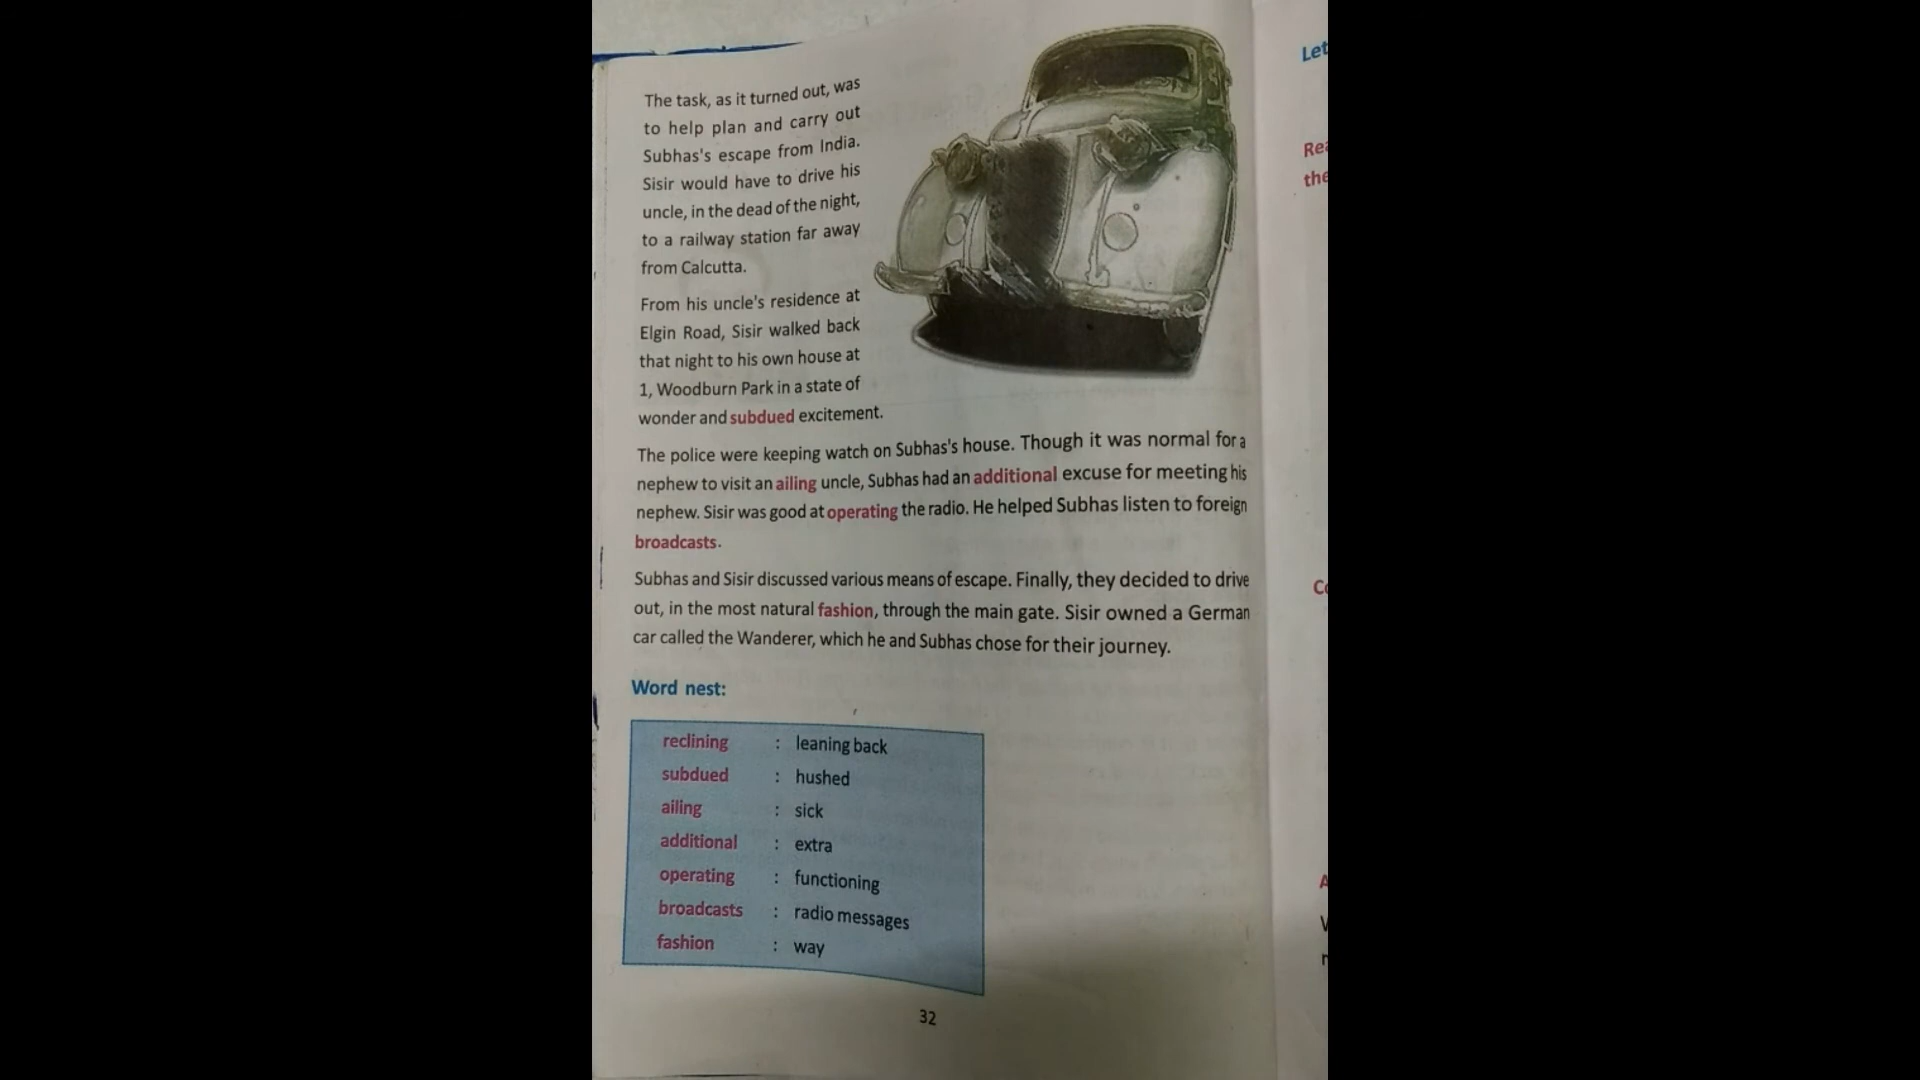 The task, as it turned out, was
to help plan and carry out
Subhas's escape from India.
Sisir would have to drive his
uncle, in the dead of the night,
to a railway station far away
from Calcutta.
From his uncle's residence at
Elgin Road, Sisir walked back
that night to his own house at
1, Woodburn Park in a state of
wonder and subdued excitement.
The police were keeping watch on Subhas's house. Though it was normal for a
nephew to visit an ailing uncle, Subhas had an additional excuse for meeting his
nephew. Sisir was good at operating the radio. He helped Subhas listen to foreign
broadcasts.
Subhas and Sisir discussed various means of escape. Finally, they decided to drive
out, in the most natural fashion, through the main gate. Sisir owned a German
car called the Wanderer, which he and Subhas chose for their journey.
Word nest:
reclining : leaning back
subdued : hushed
ailing : sick
additional : extra
operating : functioning
broadcasts : radio messages
fashion : way
32
Let
the